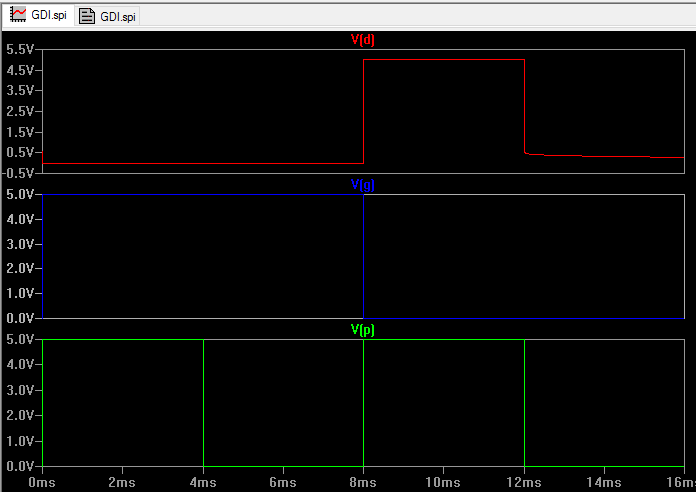 GDI.spi GDI.spi
V(d)
5.5V
4.5V
3.5V
2.5V
1.5V
0.5V
-0.5V
V(g)
5.0V
4.0V
3.0V
2.0V
1.0V
0.0V
V(p)
5.0V
4.0V
3.0V
2.0V
1.0V
0.0V
0ms 2ms 4ms 6ms 8ms 10ms 12ms 14ms 16ms